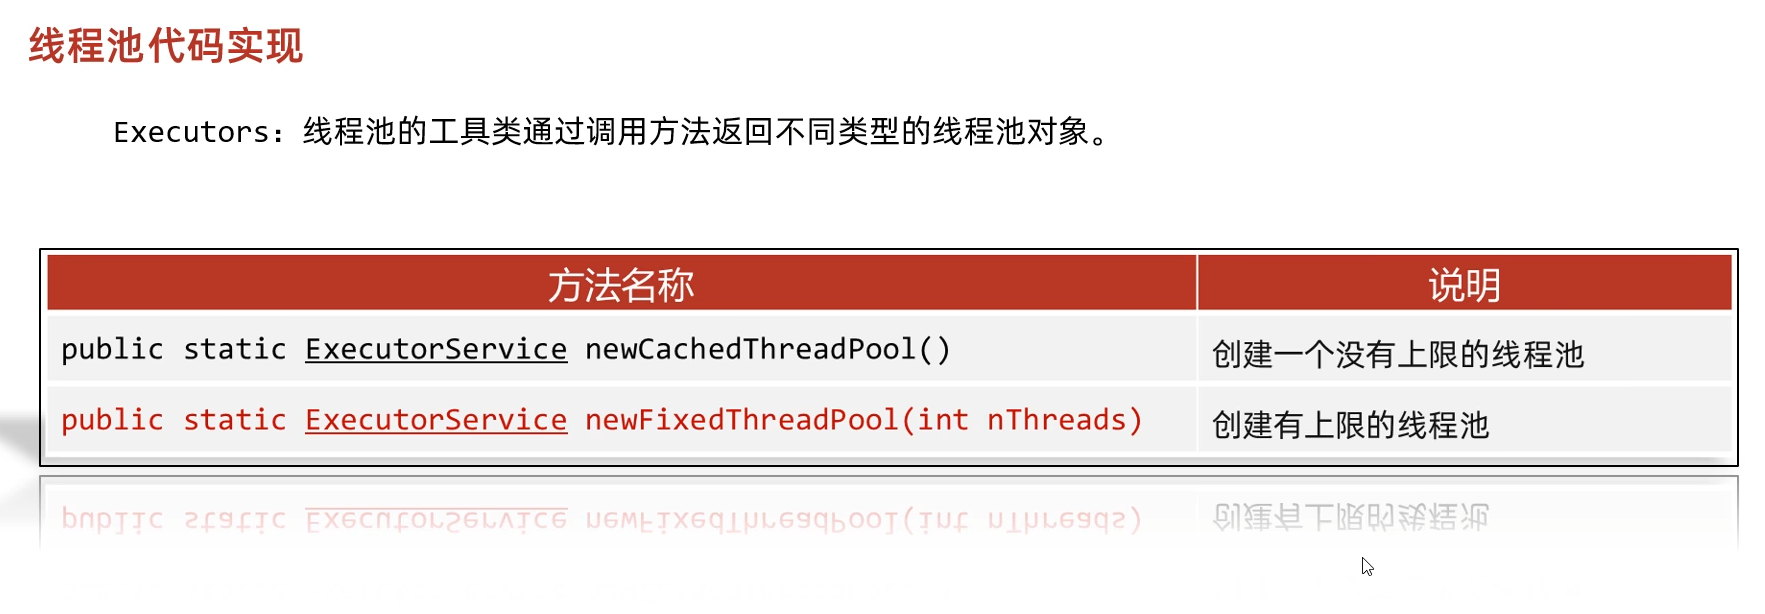 线程池代码实现
Executors：线程池的工具类通过调用方法返回不同类型的线程池对象。
方法名称 说明
public static ExecutorService newCachedThreadPool() 创建一个没有上限的线程池
public static ExecutorService newFixedThreadPool(int nThreads) 创建有上限的线程池